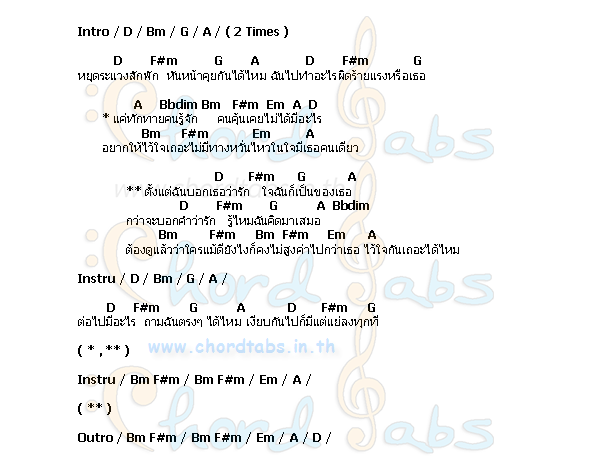 Intro / D / Bm / G / A / ( 2 Times )
D F#m G A D F#m G
หยุดระแวงสักพัก หันหน้าคุยกันได้ไหม ฉันไปทำอะไรผิดร้ายแรงหรือเธอ
A Bbdim Bm F#m Em A D
* แค่ทักทายคนรู้จัก คนคุ้นเคยไม่ได้มีอะไร
Bm F#m Em A
อยากให้ไว้ใจเถอะไม่มีทางหวั่นไหวในใจมีเธอคนเดียว
D F#m G A
** ตั้งแต่ฉันบอกเธอว่ารัก ใจฉันก็เป็นของเธอ
D F#m G A Bbdim
กว่าจะบอกคำว่ารัก รู้ไหมฉันคิดมาเสมอ
Bm F#m Bm F#m Em A
ต้องดูแล้วว่าใครแม้ดียังไงก็คงไม่สูงค่าไปกว่าเธอ ไว้ใจกันเถอะได้ไหม
Instru / D / Bm / G / A /
D F#m G A D F#m G
ต่อไปมีอะไร ถามฉันตรงๆ ได้ไหม เงียบกันไปก็มีแต่แย่ลงทุกที
( * , ** )
www.chordtabs.in.th
Instru / Bm F#m / Bm F#m / Em / A /
( ** )
Outro / Bm F#m / Bm F#m / Em / A / D /